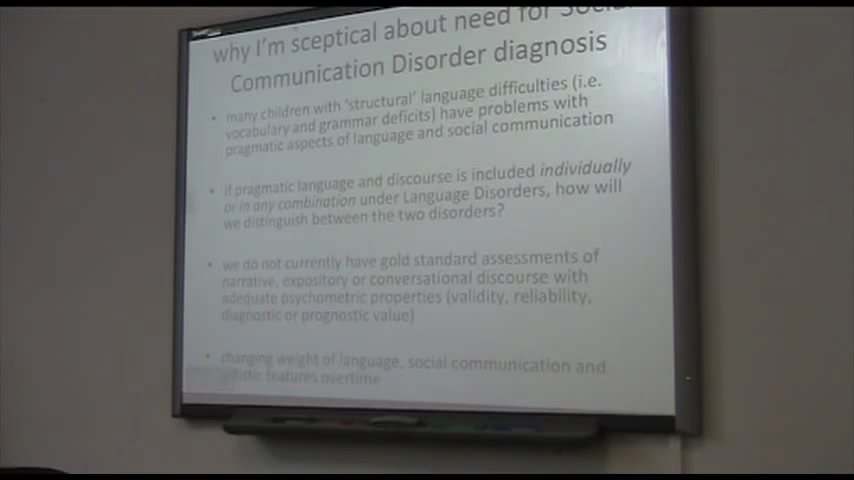 why I'm sceptical about need for Social
Communication Disorder diagnosis
• many children with 'structural' language difficulties (i.e.
vocabulary and grammar deficits) have problems with
pragmatic aspects of language and social communication
• if pragmatic language and discourse is included individually
or in any combination under Language Disorders, how will
we distinguish between the two disorders?
• we do not currently have gold standard assessments of
narrative, expository or conversational discourse with
adequate psychometric properties (validity, reliability,
diagnostic or prognostic value)
• changing weight of language, social communication and
autistic features overtime